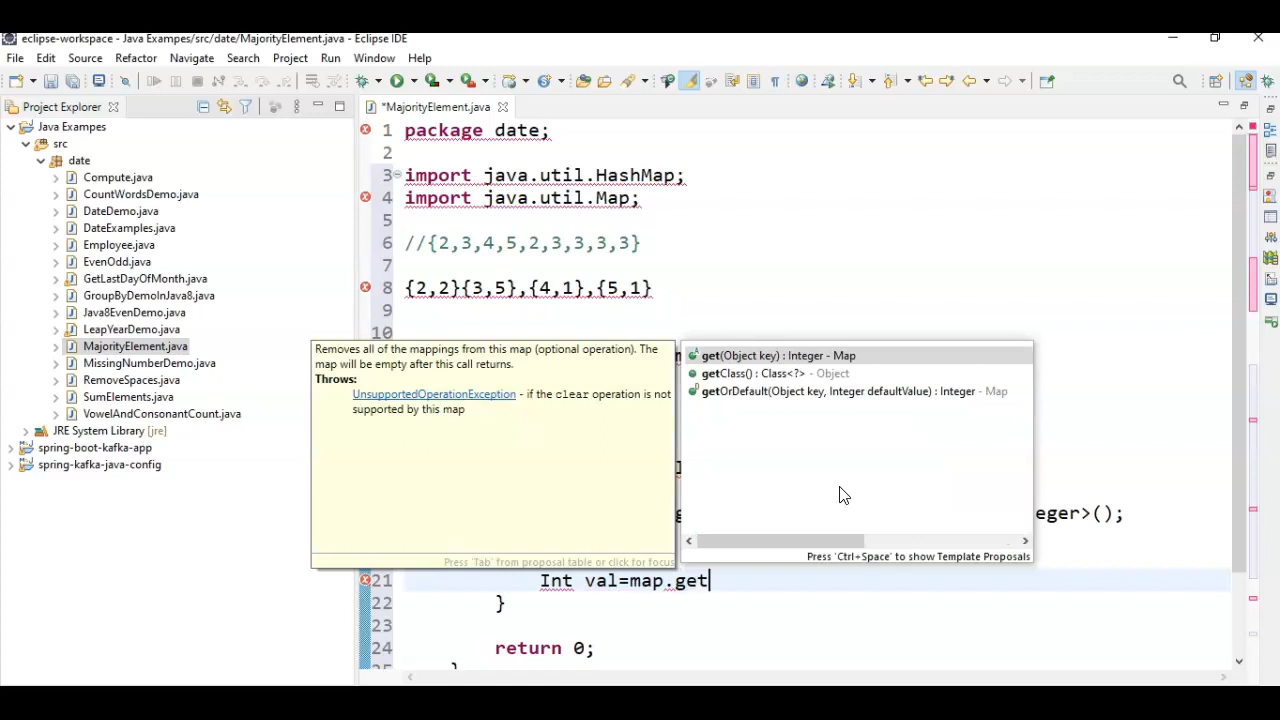 eclipse-workspace - Java Exampes/src/date/MajorityElement.java - Eclipse IDE
File Edit Source Refactor Navigate Search Project Run Window Help
Project Explorer
*MajorityElement.java
Java Exampes
src
date
Compute.java
CountWordsDemo.java
DateDemo.java
DateExamples.java
Employee.java
EvenOdd.java
GetLastDayOfMonth.java
GroupByDemoInJava8.java
Java8EvenDemo.java
LeapYearDemo.java
MajorityElement.java
MissingNumberDemo.java
RemoveSpaces.java
SumElements.java
VowelAndConsonantCount.java
JRE System Library [jre]
spring-boot-kafka-app
spring-kafka-java-config
1 package date;
2
3 import java.util.HashMap;
4 import java.util.Map;
5
6 //{2,3,4,5,2,3,3,3,3}
7
8 {2,2}{3,5},{4,1},{5,1}
9
10
Removes all of the mappings from this map (optional operation). The
map will be empty after this call returns.
Throws:
UnsupportedOperationException - if the clear operation is not
supported by this map
Press 'Tab' from proposal table or click for focus
get(Object key) : Integer - Map
getClass() : Class<?> - Object
getOrDefault(Object key, Integer defaultValue) : Integer - Map
Press 'Ctrl+Space' to show Template Proposals
eger>();
21 Int val=map.get
22 }
23
24 return 0;